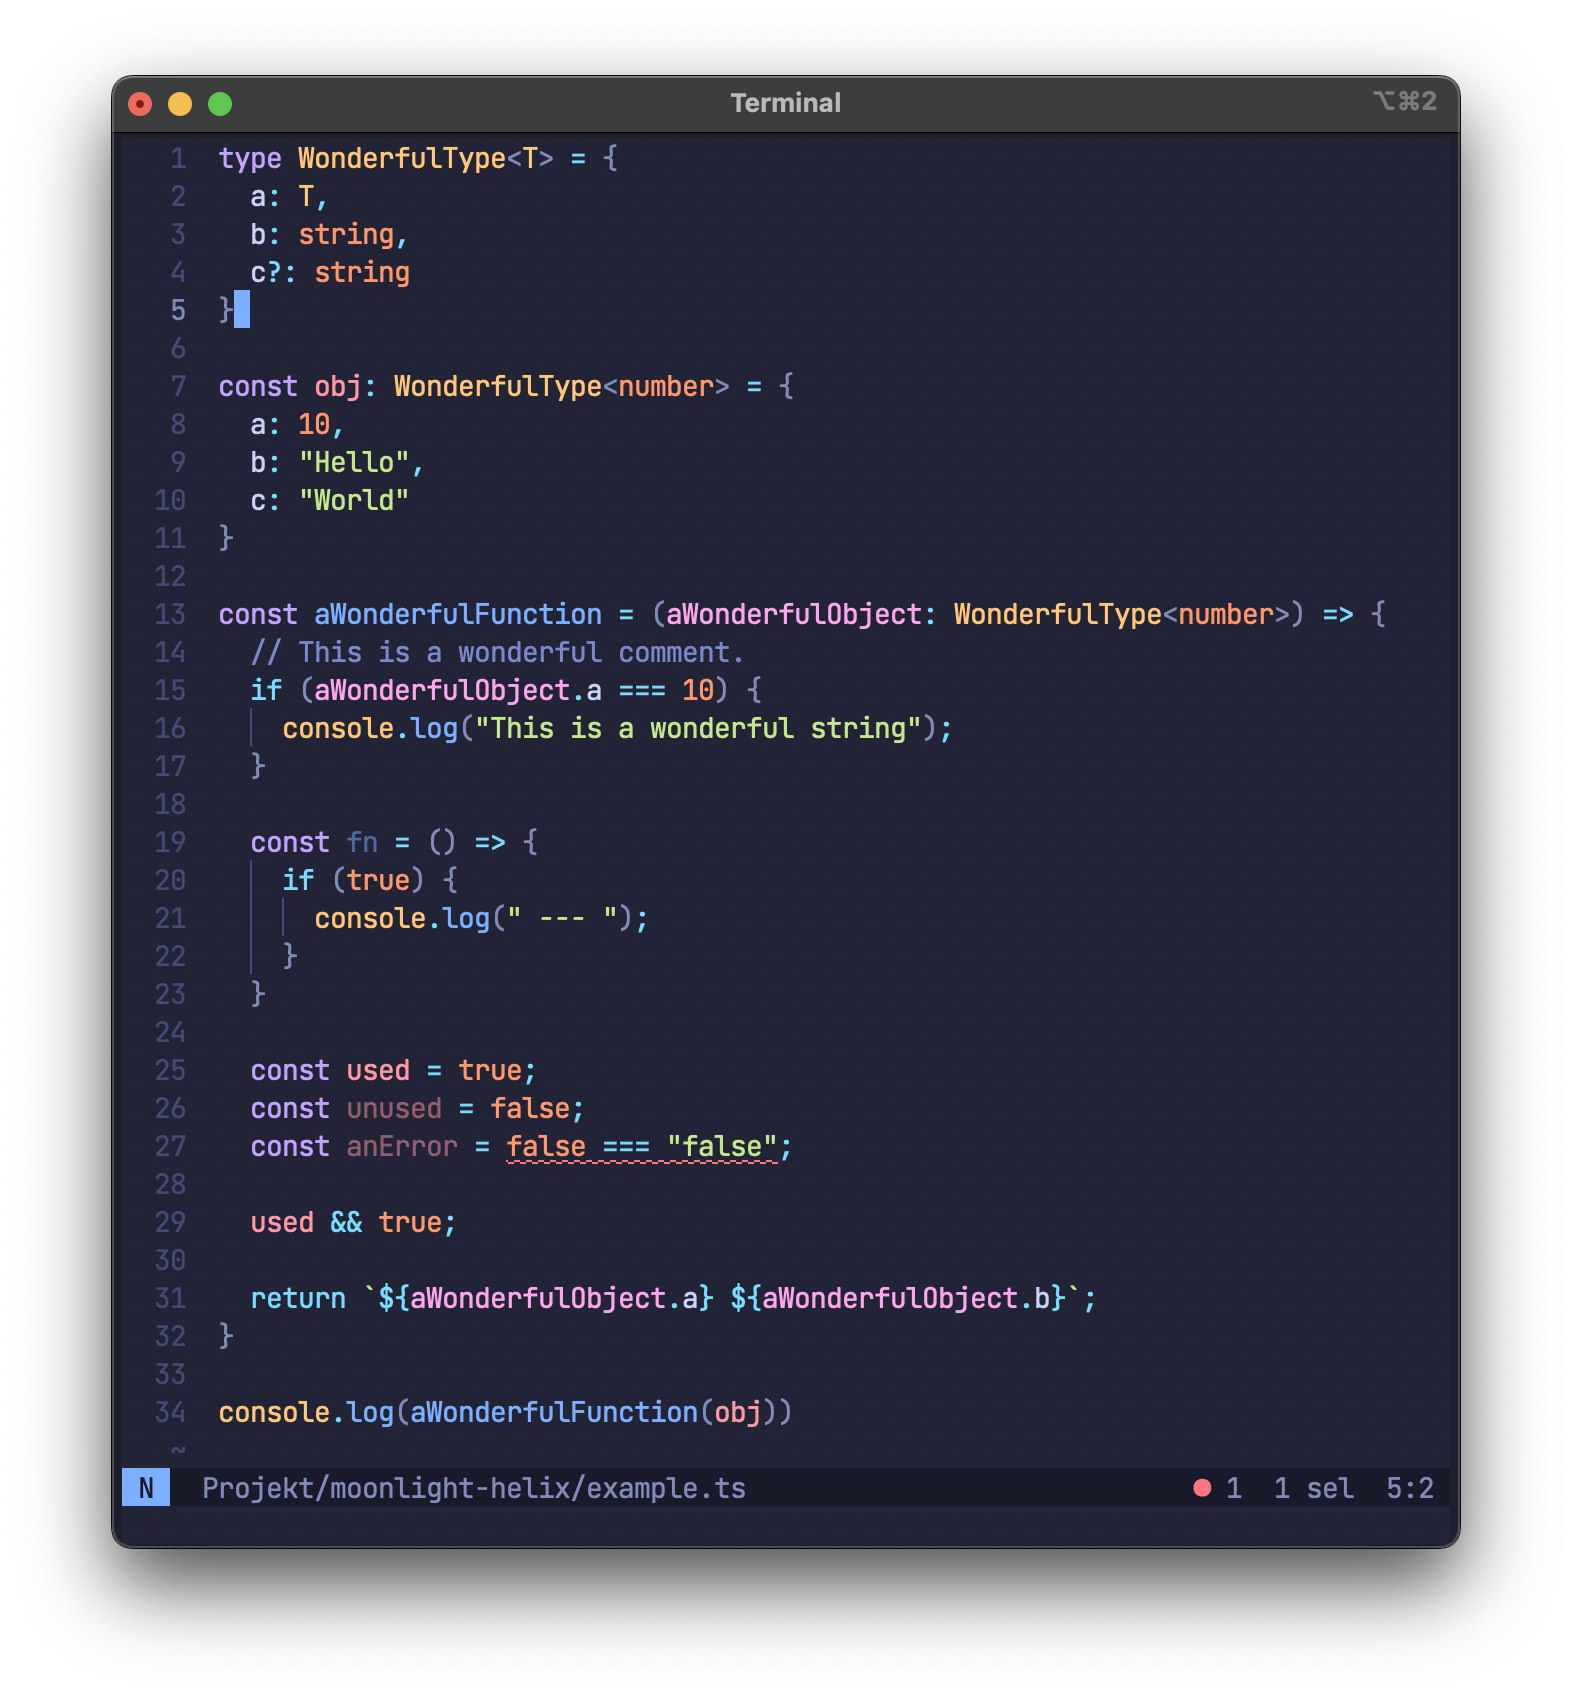 Terminal ⌥⌘2
1 type WonderfulType<T> = {
2   a: T,
3   b: string,
4   c?: string
5 }
6
7 const obj: WonderfulType<number> = {
8   a: 10,
9   b: "Hello",
10   c: "World"
11 }
12
13 const aWonderfulFunction = (aWonderfulObject: WonderfulType<number>) => {
14   // This is a wonderful comment.
15   if (aWonderfulObject.a === 10) {
16     console.log("This is a wonderful string");
17   }
18
19   const fn = () => {
20     if (true) {
21       console.log(" --- ");
22     }
23   }
24
25   const used = true;
26   const unused = false;
27   const anError = false === "false";
28
29   used && true;
30
31   return `${aWonderfulObject.a} ${aWonderfulObject.b}`;
32 }
33
34 console.log(aWonderfulFunction(obj))
~
N Projekt/moonlight-helix/example.ts ● 1 1 sel 5:2